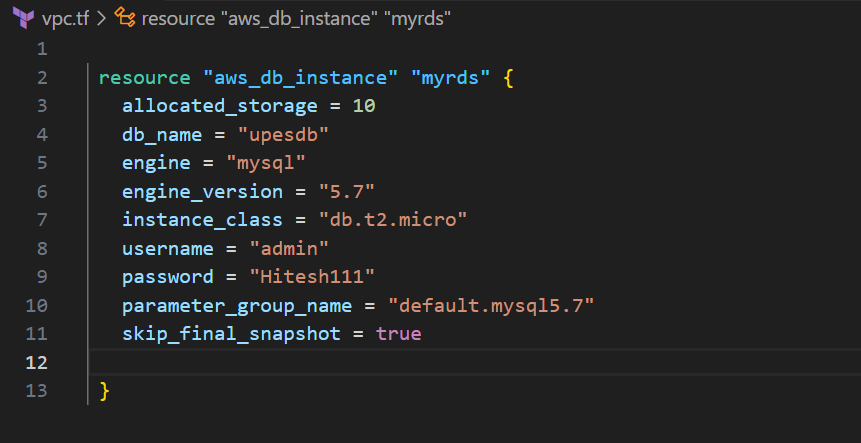 vpc.tf > resource "aws_db_instance" "myrds"
1
2 resource "aws_db_instance" "myrds" {
3 allocated_storage = 10
4 db_name = "upesdb"
5 engine = "mysql"
6 engine_version = "5.7"
7 instance_class = "db.t2.micro"
8 username = "admin"
9 password = "Hitesh111"
10 parameter_group_name = "default.mysql5.7"
11 skip_final_snapshot = true
12
13 }